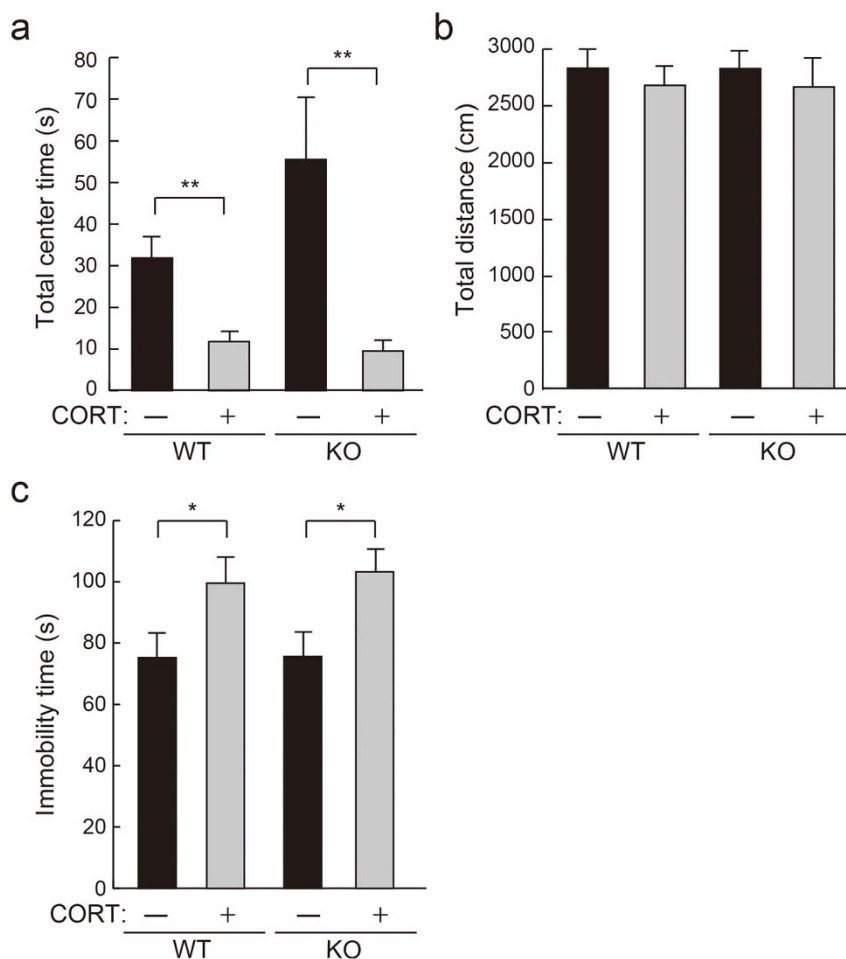 a
Total center time (s)
80
70
60
50
40
30
20
10
0
**
**
CORT: — + — +
WT KO
b
Total distance (cm)
3000
2500
2000
1500
1000
500
0
CORT: — + — +
WT KO
c
Immobility time (s)
120
100
80
60
40
20
0
* *
CORT: — + — +
WT KO